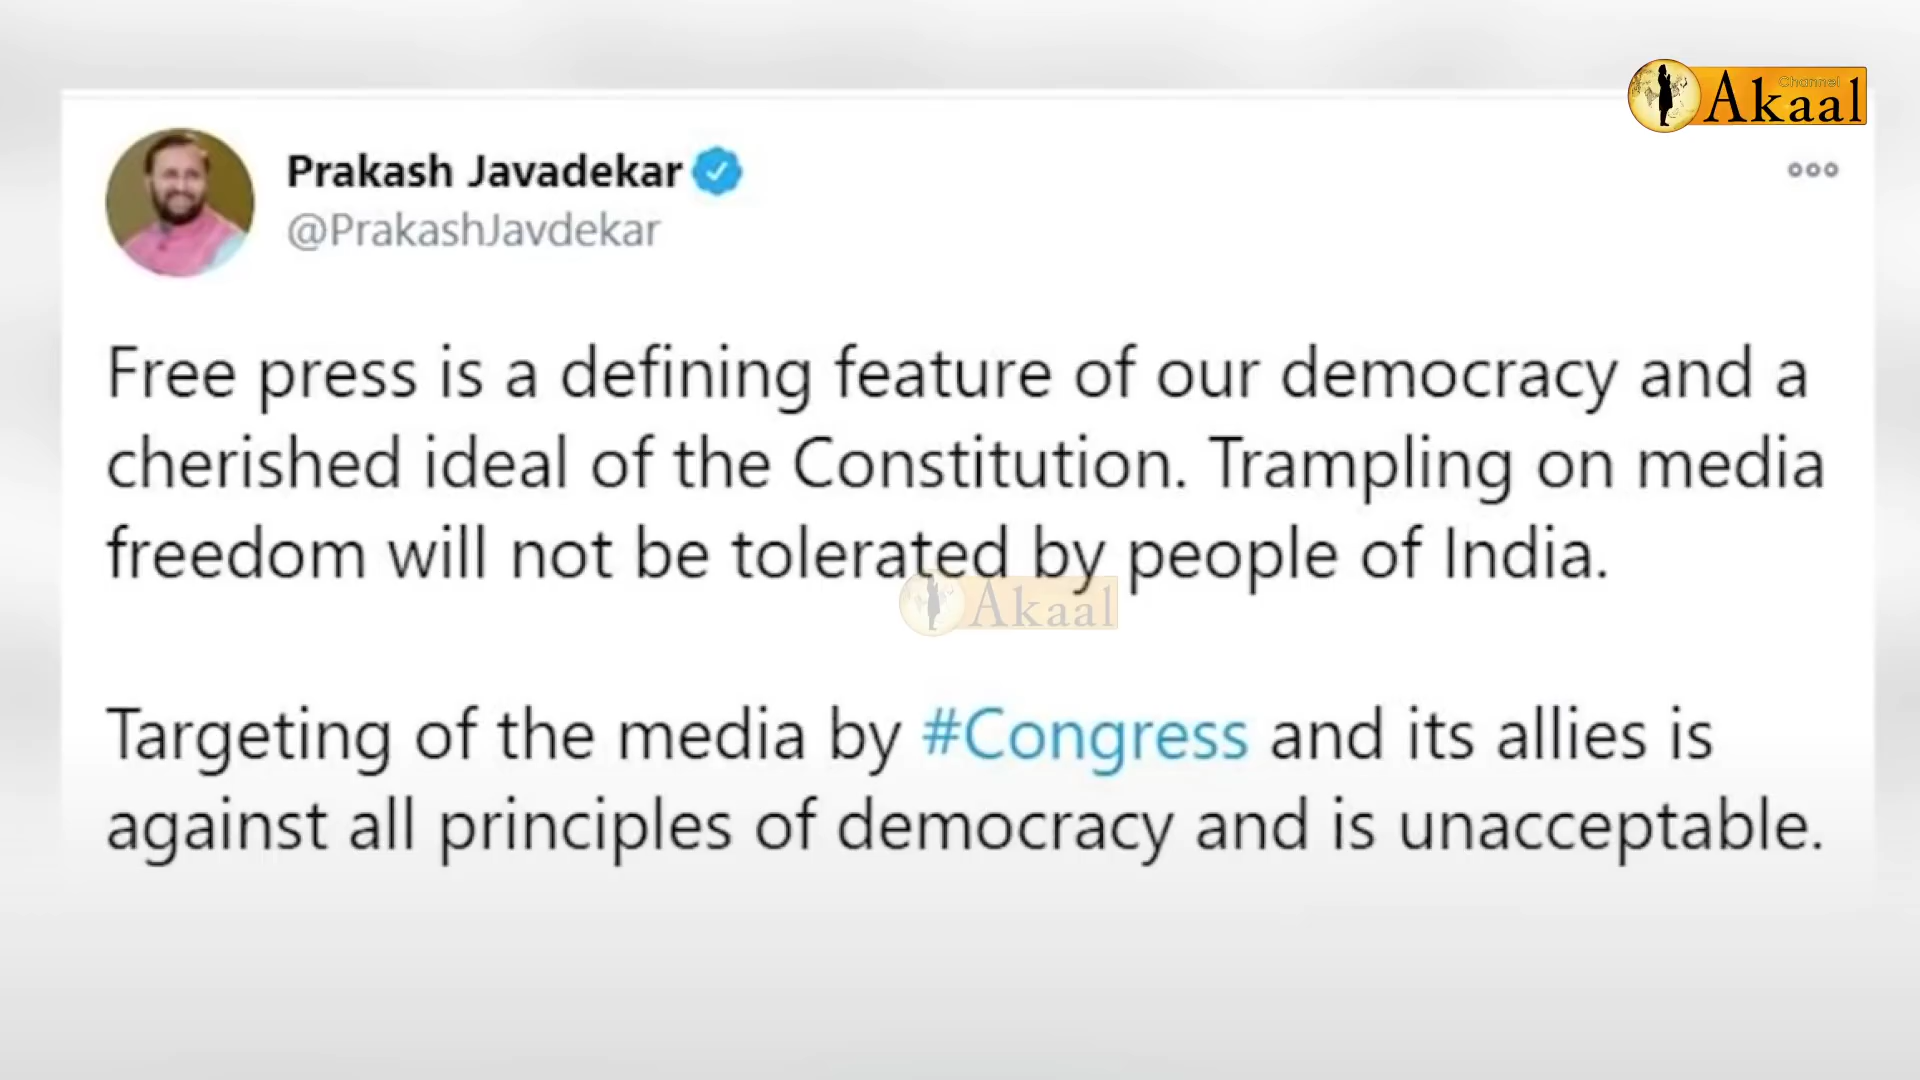 Channel
Akaal
Prakash Javadekar
@PrakashJavdekar
Free press is a defining feature of our democracy and a
cherished ideal of the Constitution. Trampling on media
freedom will not be tolerated by people of India.
Akaal
Targeting of the media by #Congress and its allies is
against all principles of democracy and is unacceptable.